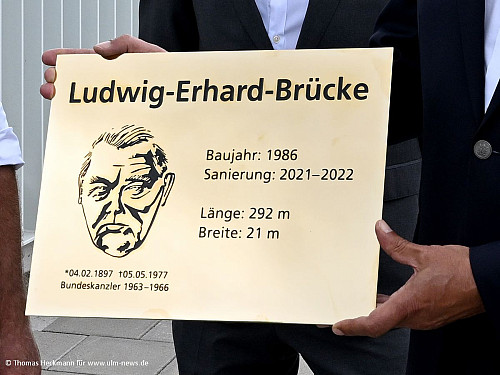 Ludwig-Erhard-Brücke
Baujahr: 1986
Sanierung: 2021–2022
Länge: 292 m
Breite: 21 m
*04.02.1897 †05.05.1977
Bundeskanzler 1963–1966
© Thomas Heckmann für www.ulm-news.de